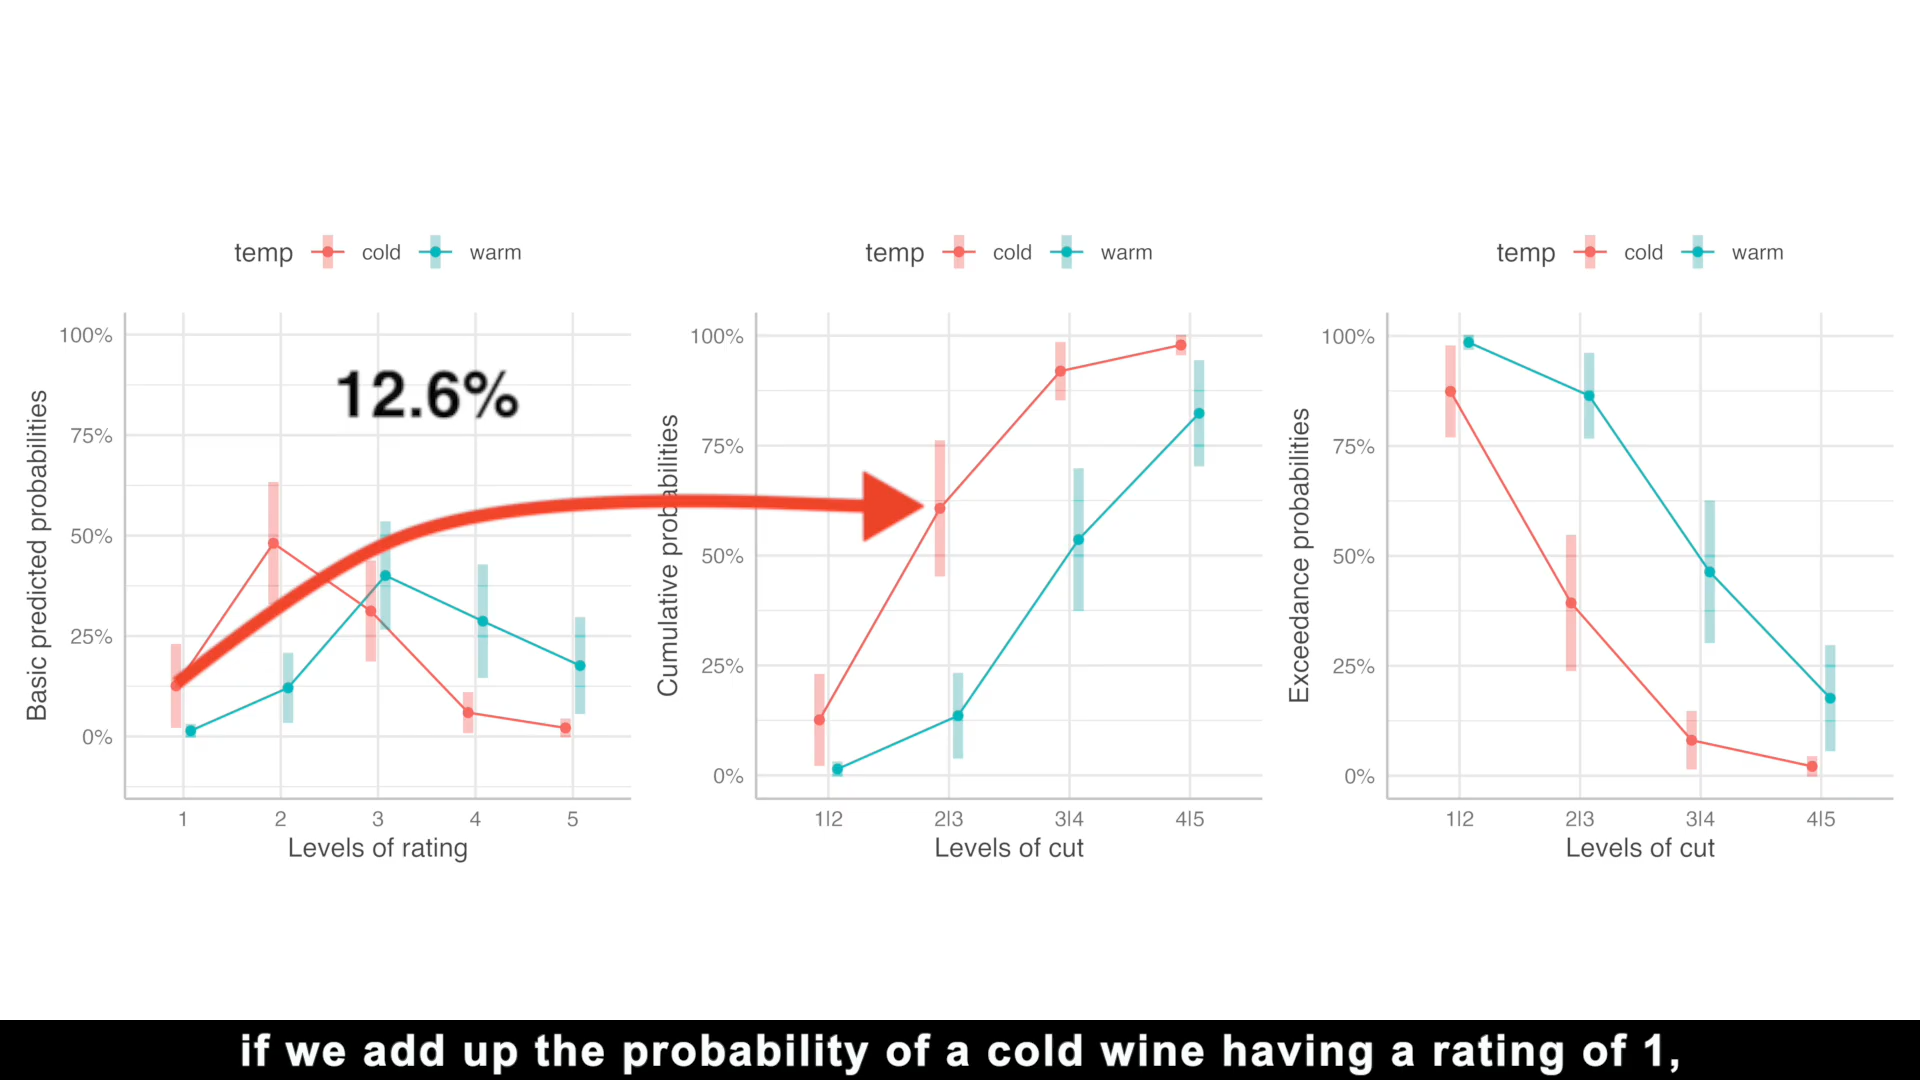 temp cold warm
100%
75%
50%
25%
0%
Basic predicted probabilities
12.6%
1 2 3 4 5
Levels of rating
temp cold warm
100%
75%
50%
25%
0%
Cumulative probabilities
1|2 2|3 3|4 4|5
Levels of cut
temp cold warm
100%
75%
50%
25%
0%
Exceedance probabilities
1|2 2|3 3|4 4|5
Levels of cut
if we add up the probability of a cold wine having a rating of 1,